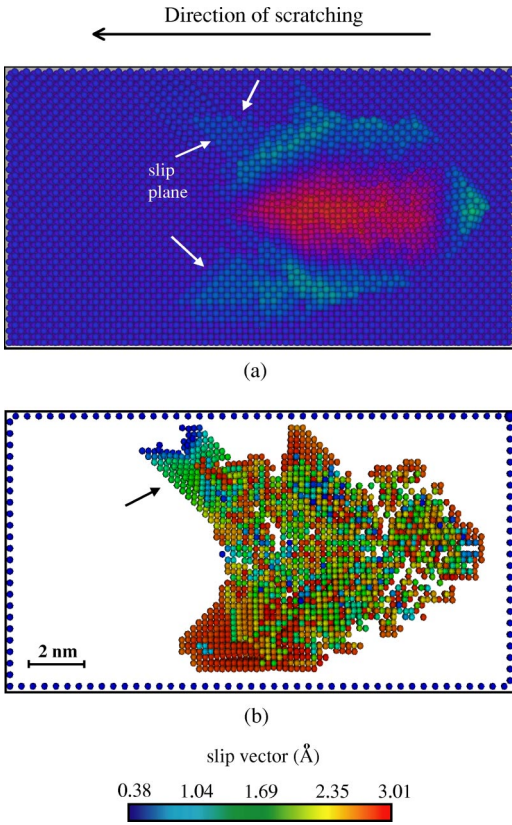 Direction of scratching
slip
plane
(a)
2 nm
(b)
slip vector (Å)
0.38 1.04 1.69 2.35 3.01